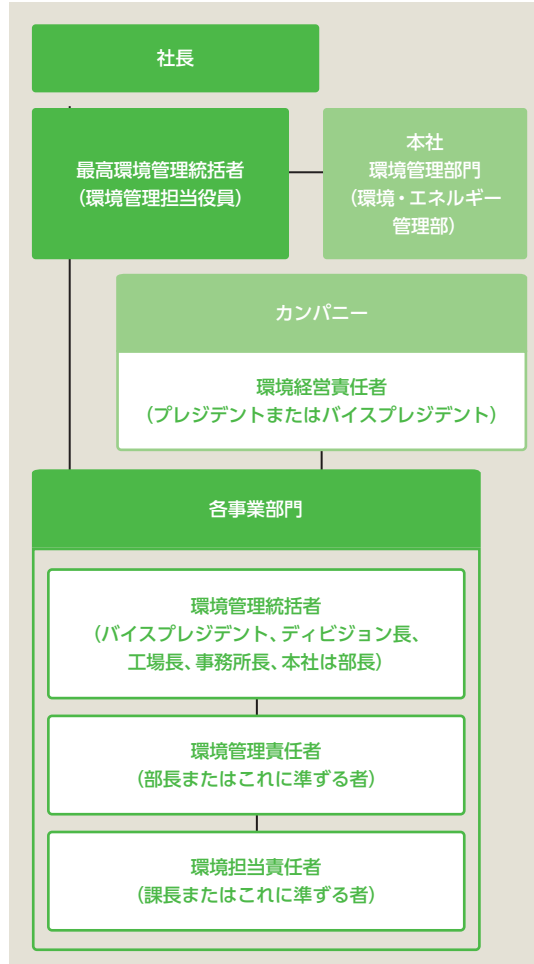 社長
最高環境管理統括者
（環境管理担当役員）
本社
環境管理部門
（環境・エネルギー
管理部）
カンパニー
環境経営責任者
（プレジデントまたはバイスプレジデント）
各事業部門
環境管理統括者
（バイスプレジデント、ディビジョン長、
工場長、事務所長、本社は部長）
環境管理責任者
（部長またはこれに準ずる者）
環境担当責任者
（課長またはこれに準ずる者）